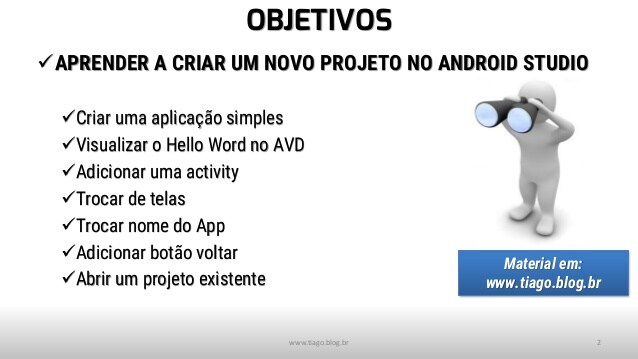 OBJETIVOS
✓APRENDER A CRIAR UM NOVO PROJETO NO ANDROID STUDIO
✓Criar uma aplicação simples
✓Visualizar o Hello Word no AVD
✓Adicionar uma activity
✓Trocar de telas
✓Trocar nome do App
✓Adicionar botão voltar
✓Abrir um projeto existente
Material em:
www.tiago.blog.br
www.tiago.blog.br
2